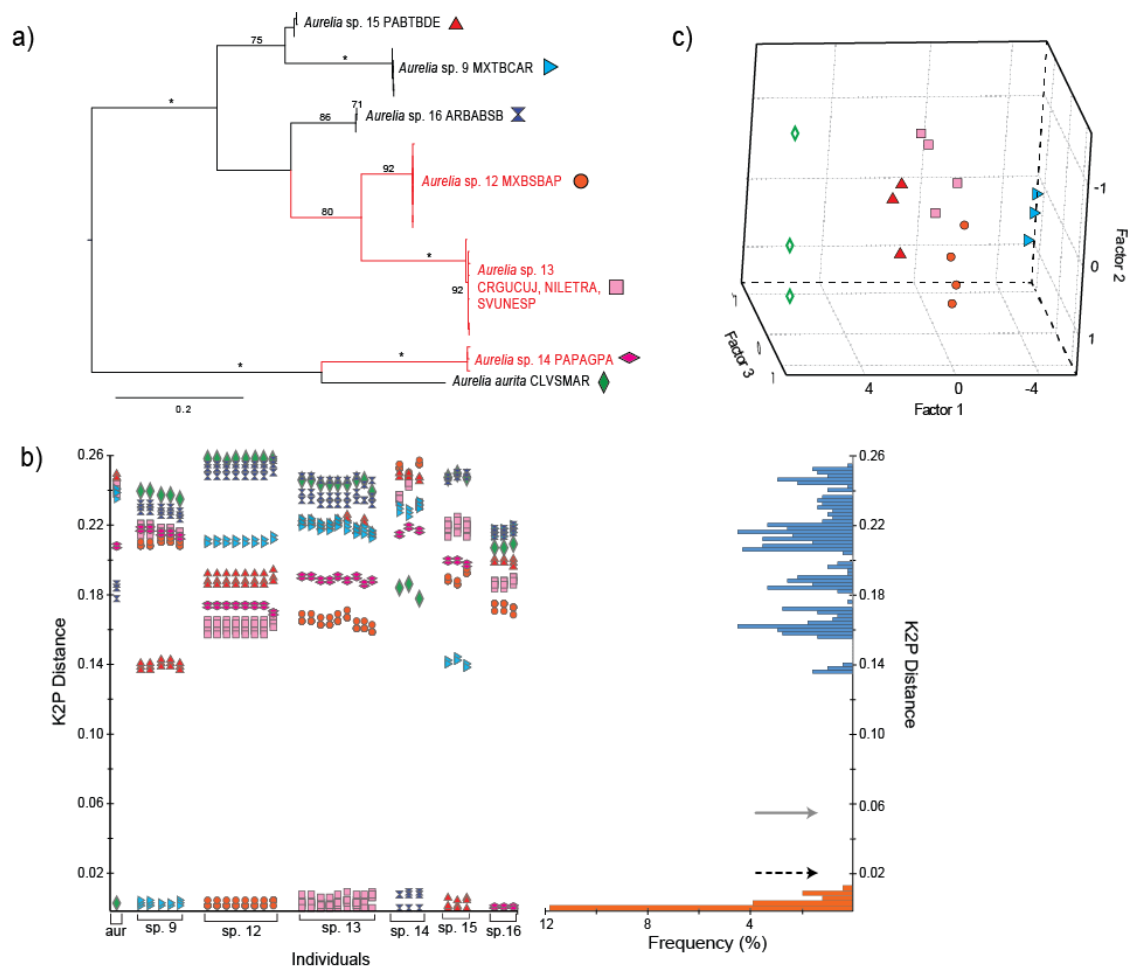 a)
75
Aurelia sp. 15 PABTBDE
*
Aurelia sp. 9 MXTBCAR
*
71
86
Aurelia sp. 16 ARBABSB
92
Aurelia sp. 12 MXBSBAP
80
*
92
Aurelia sp. 13
CRGUCUJ, NILETRA,
SVUNESP
*
Aurelia sp. 14 PAPAGPA
*
Aurelia aurita CLVSMAR
0.2
c)
-1
0
1
Factor 2
Factor 3
4
0
-4
Factor 1
b)
0.26
0.22
0.18
0.14
0.10
0.06
0.02
K2P Distance
aur
sp. 9
sp. 12
sp. 13
sp. 14
sp. 15
sp.16
Individuals
0.26
0.22
0.18
0.14
0.10
0.06
0.02
K2P Distance
12
8
4
Frequency (%)